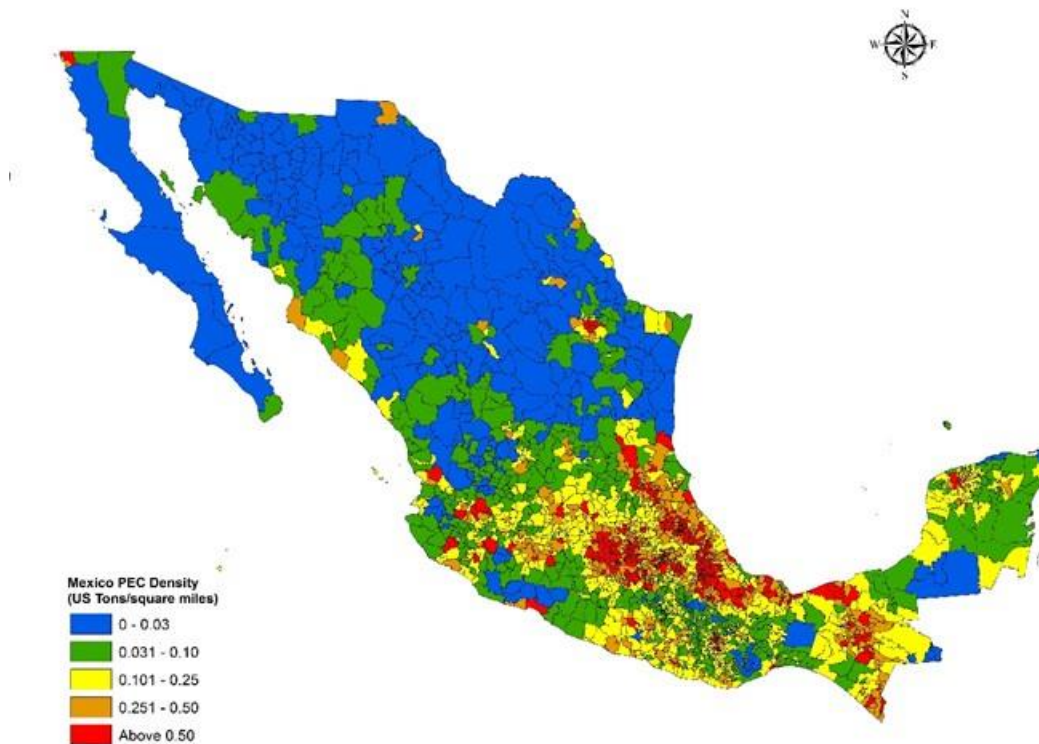 N
W E
S
Mexico PEC Density
(US Tons/square miles)
0 - 0.03
0.031 - 0.10
0.101 - 0.25
0.251 - 0.50
Above 0.50